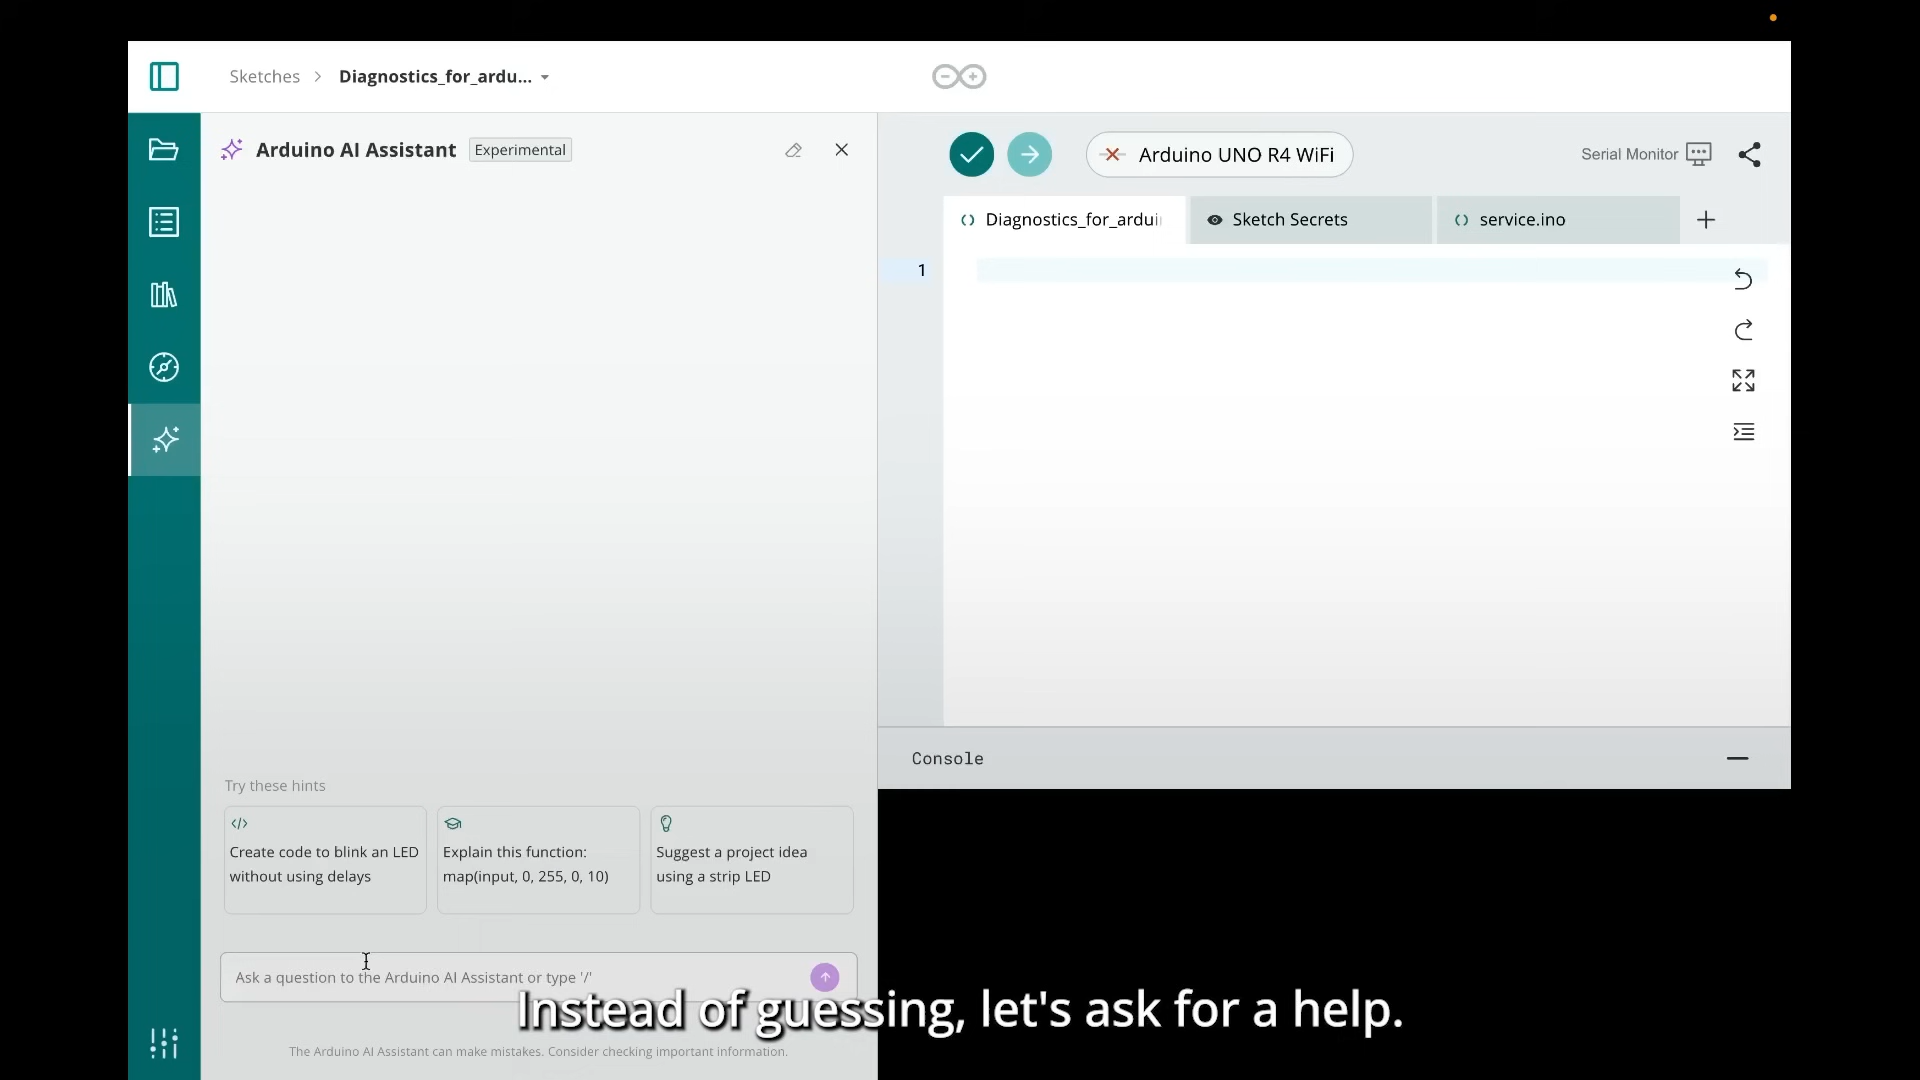 Sketches > Diagnostics_for_ardu...
Arduino AI Assistant Experimental
Arduino UNO R4 WiFi
Serial Monitor
Diagnostics_for_ardui
Sketch Secrets
service.ino
1
Console
Try these hints
Create code to blink an LED
without using delays
Explain this function:
map(input, 0, 255, 0, 10)
Suggest a project idea
using a strip LED
Ask a question to the Arduino AI Assistant or type '/'
Instead of guessing, let's ask for a help.
The Arduino AI Assistant can make mistakes. Consider checking important information.